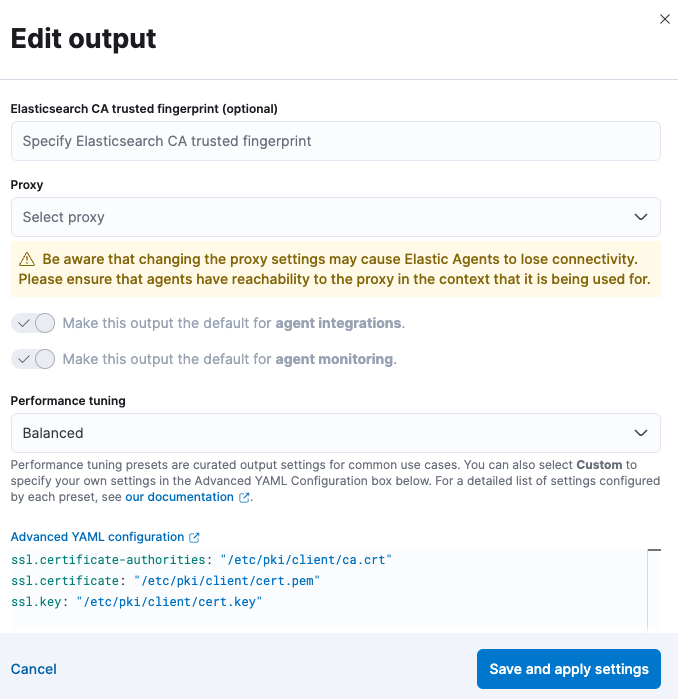 Edit output
Elasticsearch CA trusted fingerprint (optional)
Specify Elasticsearch CA trusted fingerprint
Proxy
Select proxy
Be aware that changing the proxy settings may cause Elastic Agents to lose connectivity.
Please ensure that agents have reachability to the proxy in the context that it is being used for.
Make this output the default for agent integrations.
Make this output the default for agent monitoring.
Performance tuning
Balanced
Performance tuning presets are curated output settings for common use cases. You can also select Custom to
specify your own settings in the Advanced YAML Configuration box below. For a detailed list of settings configured
by each preset, see our documentation.
Advanced YAML configuration
ssl.certificate-authorities: "/etc/pki/client/ca.crt"
ssl.certificate: "/etc/pki/client/cert.pem"
ssl.key: "/etc/pki/client/cert.key"
Cancel
Save and apply settings